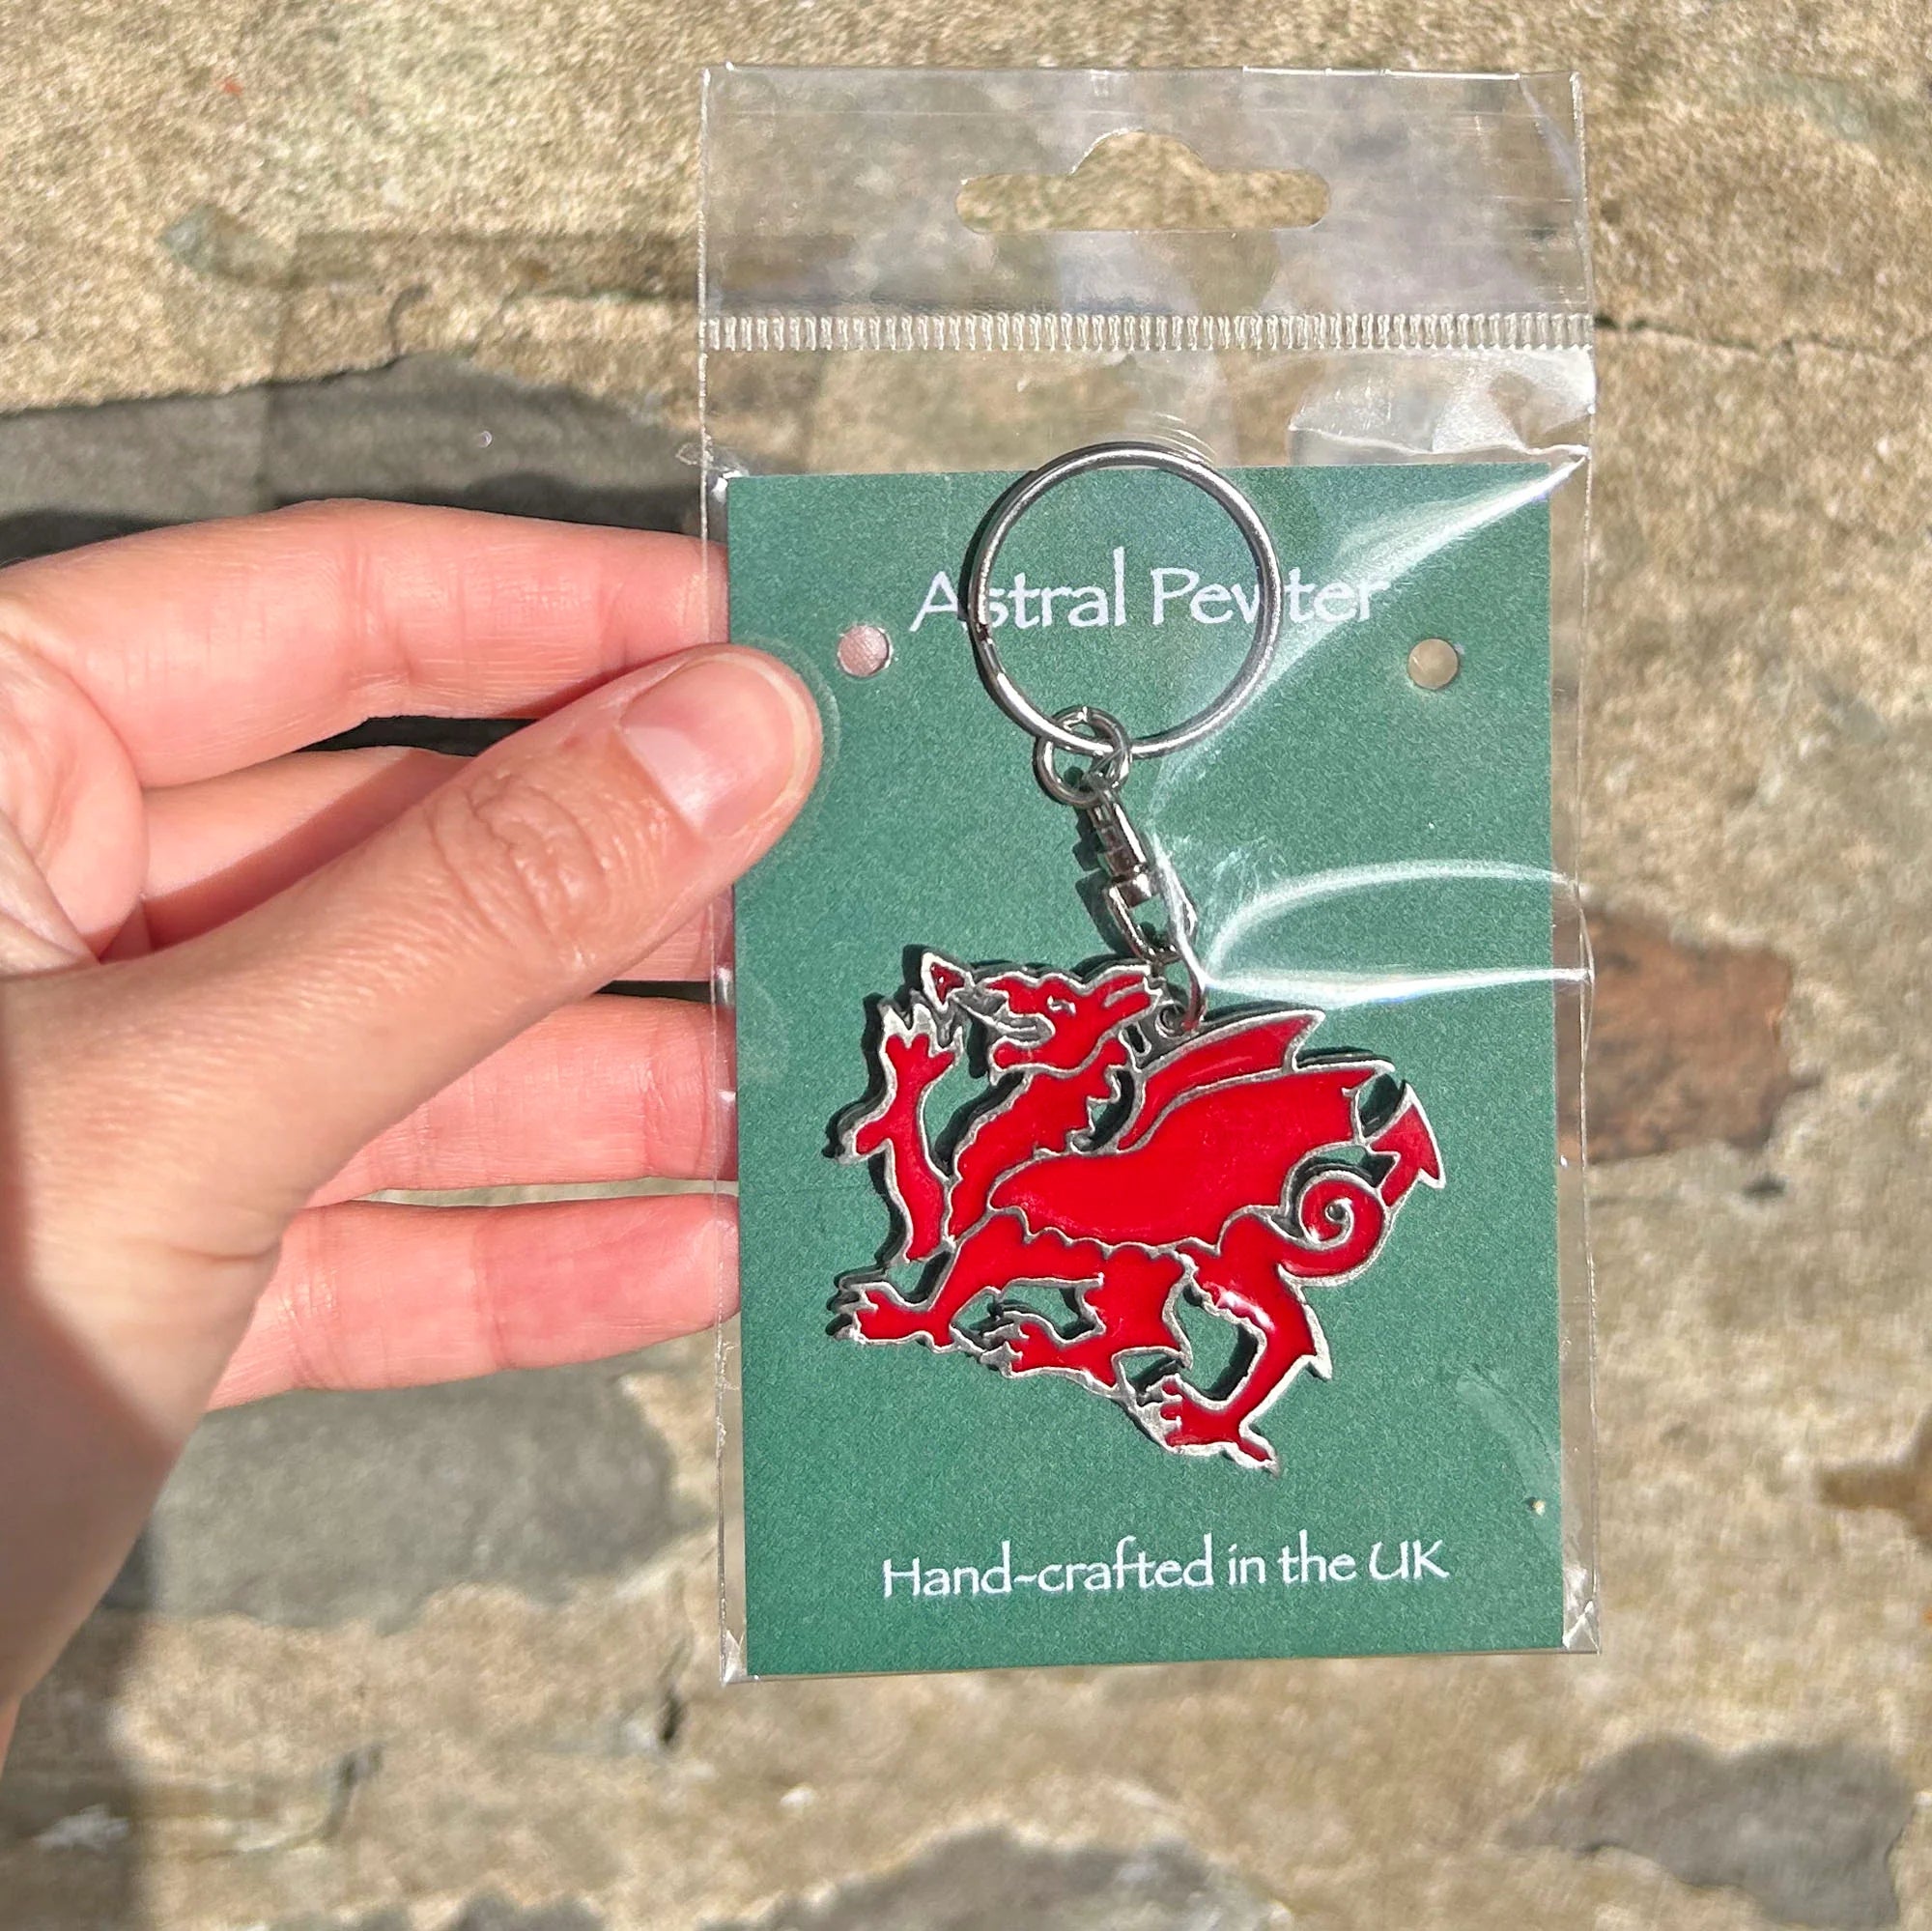 Astral Pewter
Hand-crafted in the UK